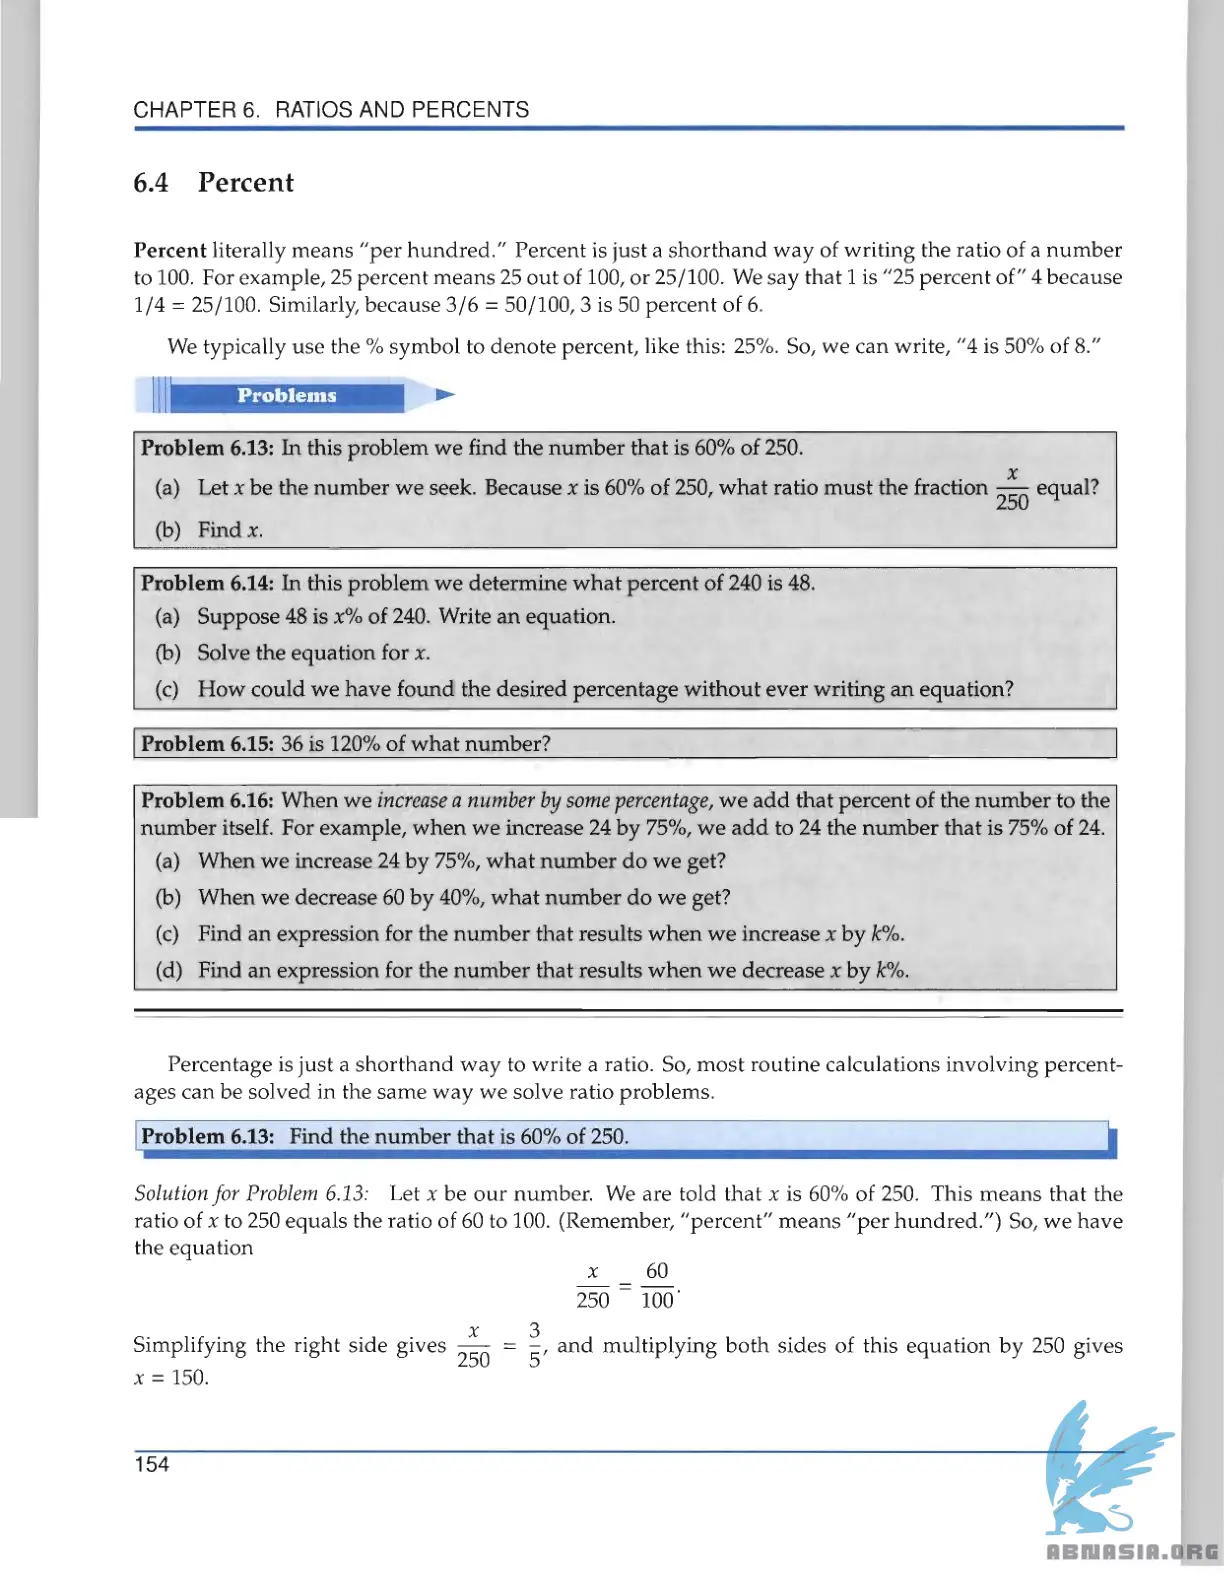 CHAPTER 6. RATIOS AND PERCENTS
6.4 Percent
Percent literally means "per hundred." Percent is just a shorthand way of writing the ratio of a number
to 100. For example, 25 percent means 25 out of 100, or 25/100. We say that 1 is "25 percent of" 4 because
1/4 = 25/100. Similarly, because 3/6 = 50/100, 3 is 50 percent of 6.
We typically use the % symbol to denote percent, like this: 25%. So, we can write, "4 is 50% of 8."
Problems
Problem 6.13: In this problem we find the number that is 60% of 250.
(a) Let x be the number we seek. Because x is 60% of 250, what ratio must the fraction x/250 equal?
(b) Find x.
Problem 6.14: In this problem we determine what percent of 240 is 48.
(a) Suppose 48 is x% of 240. Write an equation.
(b) Solve the equation for x.
(c) How could we have found the desired percentage without ever writing an equation?
Problem 6.15: 36 is 120% of what number?
Problem 6.16: When we increase a number by some percentage, we add that percent of the number to the
number itself. For example, when we increase 24 by 75%, we add to 24 the number that is 75% of 24.
(a) When we increase 24 by 75%, what number do we get?
(b) When we decrease 60 by 40%, what number do we get?
(c) Find an expression for the number that results when we increase x by k%.
(d) Find an expression for the number that results when we decrease x by k%.
Percentage is just a shorthand way to write a ratio. So, most routine calculations involving percent-
ages can be solved in the same way we solve ratio problems.
Problem 6.13: Find the number that is 60% of 250.
Solution for Problem 6.13: Let x be our number. We are told that x is 60% of 250. This means that the
ratio of x to 250 equals the ratio of 60 to 100. (Remember, "percent" means "per hundred.") So, we have
the equation
x/250 = 60/100.
Simplifying the right side gives x/250 = 3/5, and multiplying both sides of this equation by 250 gives
x = 150.
154
ABNASIA.ORG